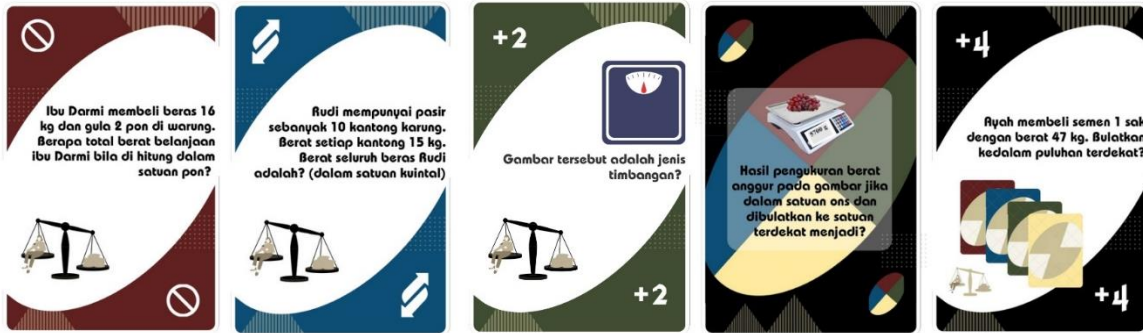 Ibu Darmi membeli beras 16
kg dan gula 2 pon di warung.
Berapa total berat belanjaan
ibu Darmi bila di hitung dalam
satuan pon?
Rudi mempunyai pasir
sebanyak 10 kantong karung.
Berat setiap kantong 15 kg.
Berat seluruh beras Rudi
adalah? (dalam satuan kuintal)
+2
Gambar tersebut adalah jenis
timbangan?
+2
Hasil pengukuran berat
anggur pada gambar jika
dalam satuan ons dan
dibulatkan ke satuan
terdekat menjadi?
+4
Ayah membeli semen 1 sak
dengan berat 47 kg. Bulatkan
kedalam puluhan terdekat?
+4